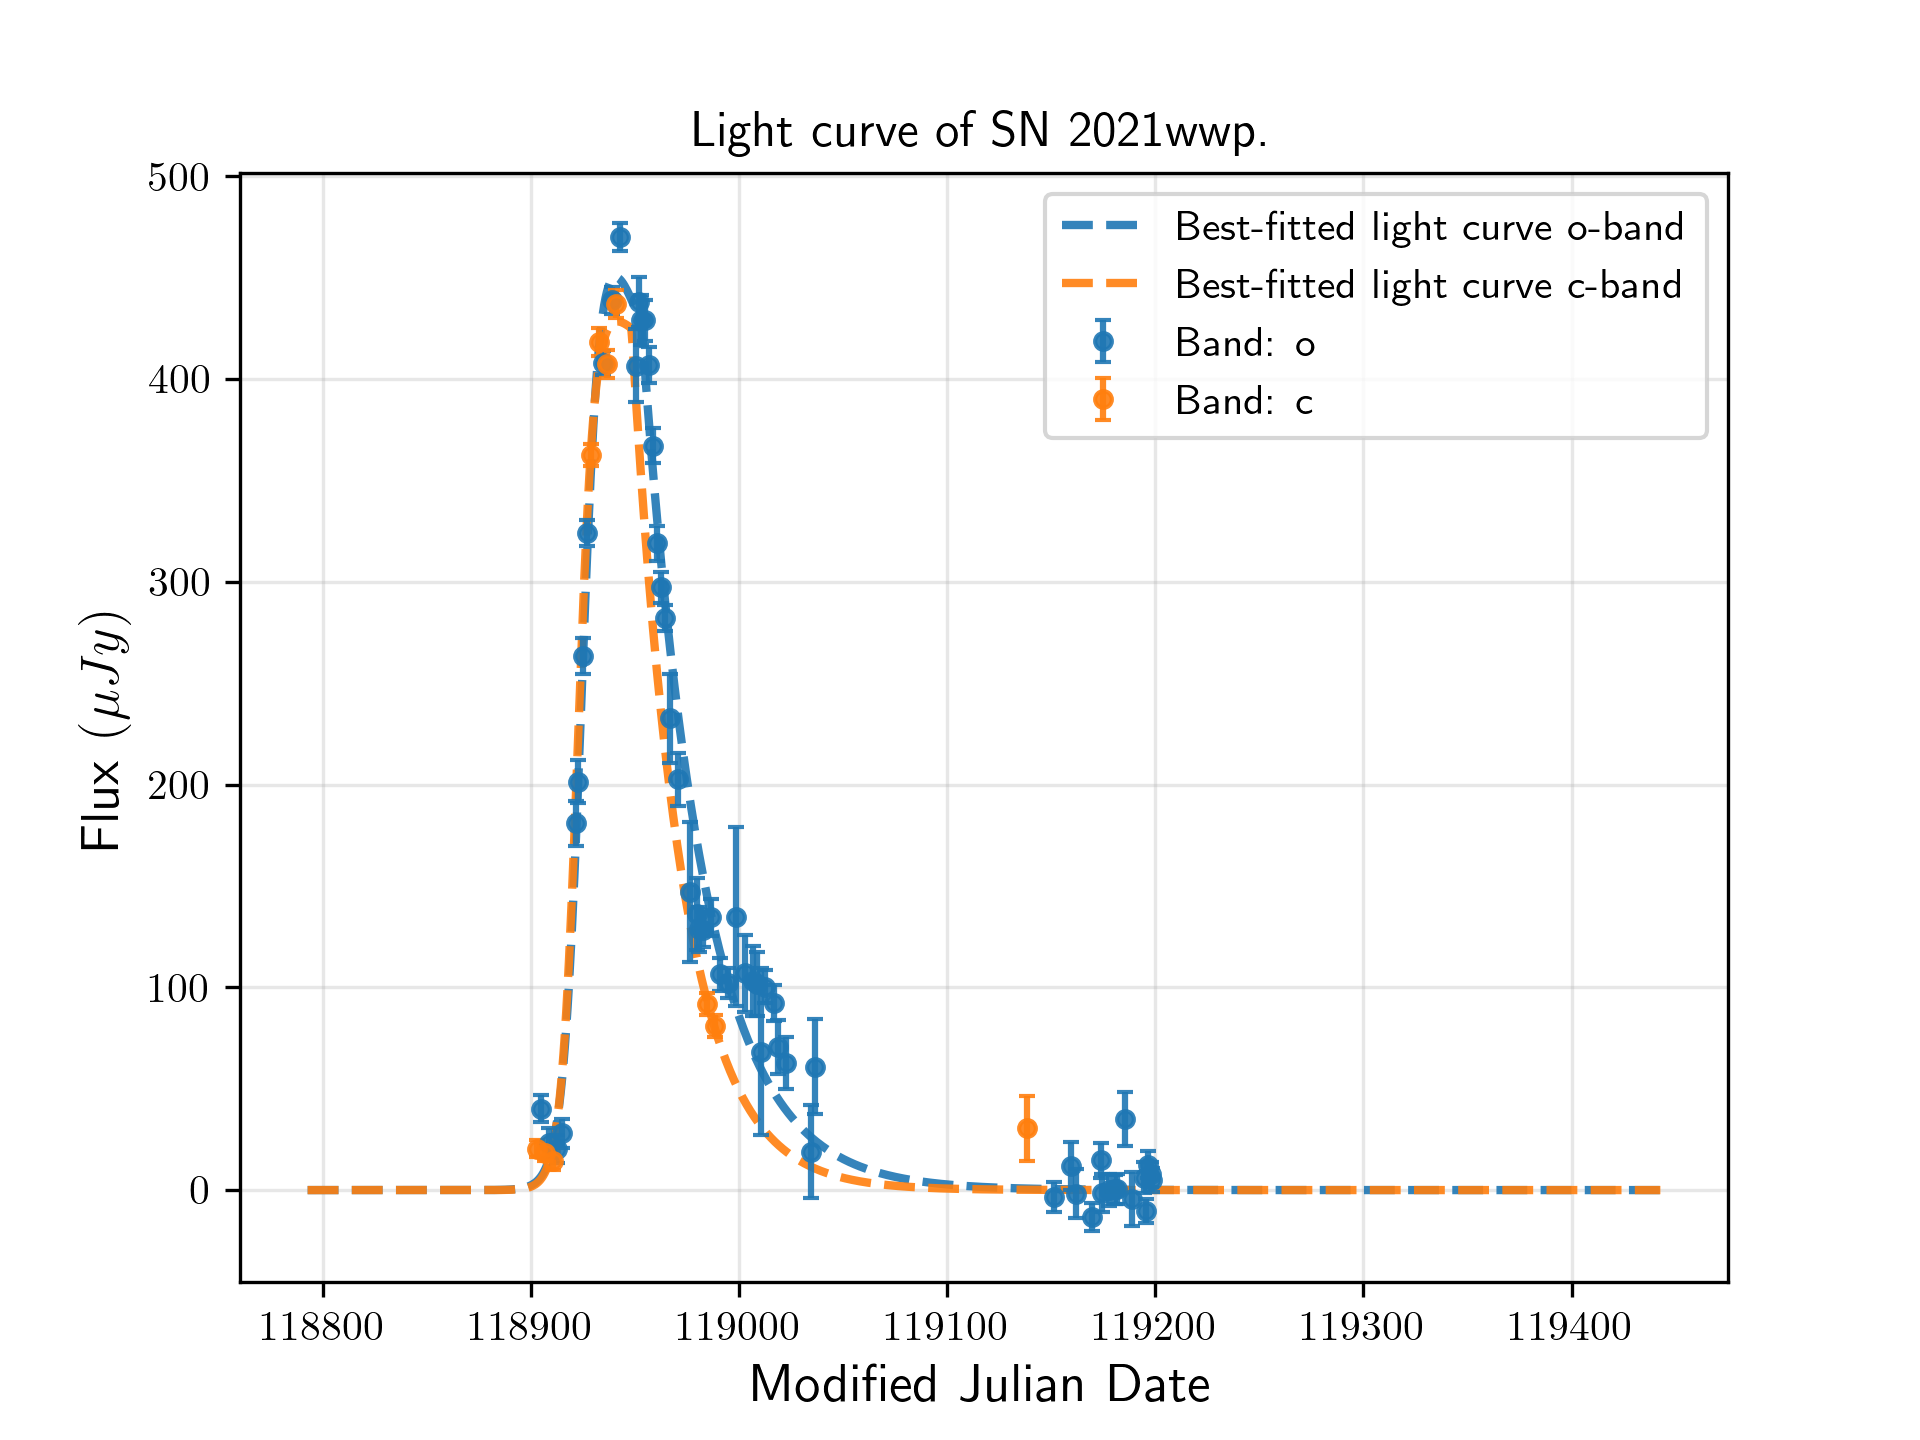 Light curve of SN 2021wwp.
500
400
300
200
100
0
Flux (μJy)
Best-fitted light curve o-band
Best-fitted light curve c-band
Band: o
Band: c
118800 118900 119000 119100 119200 119300 119400
Modified Julian Date